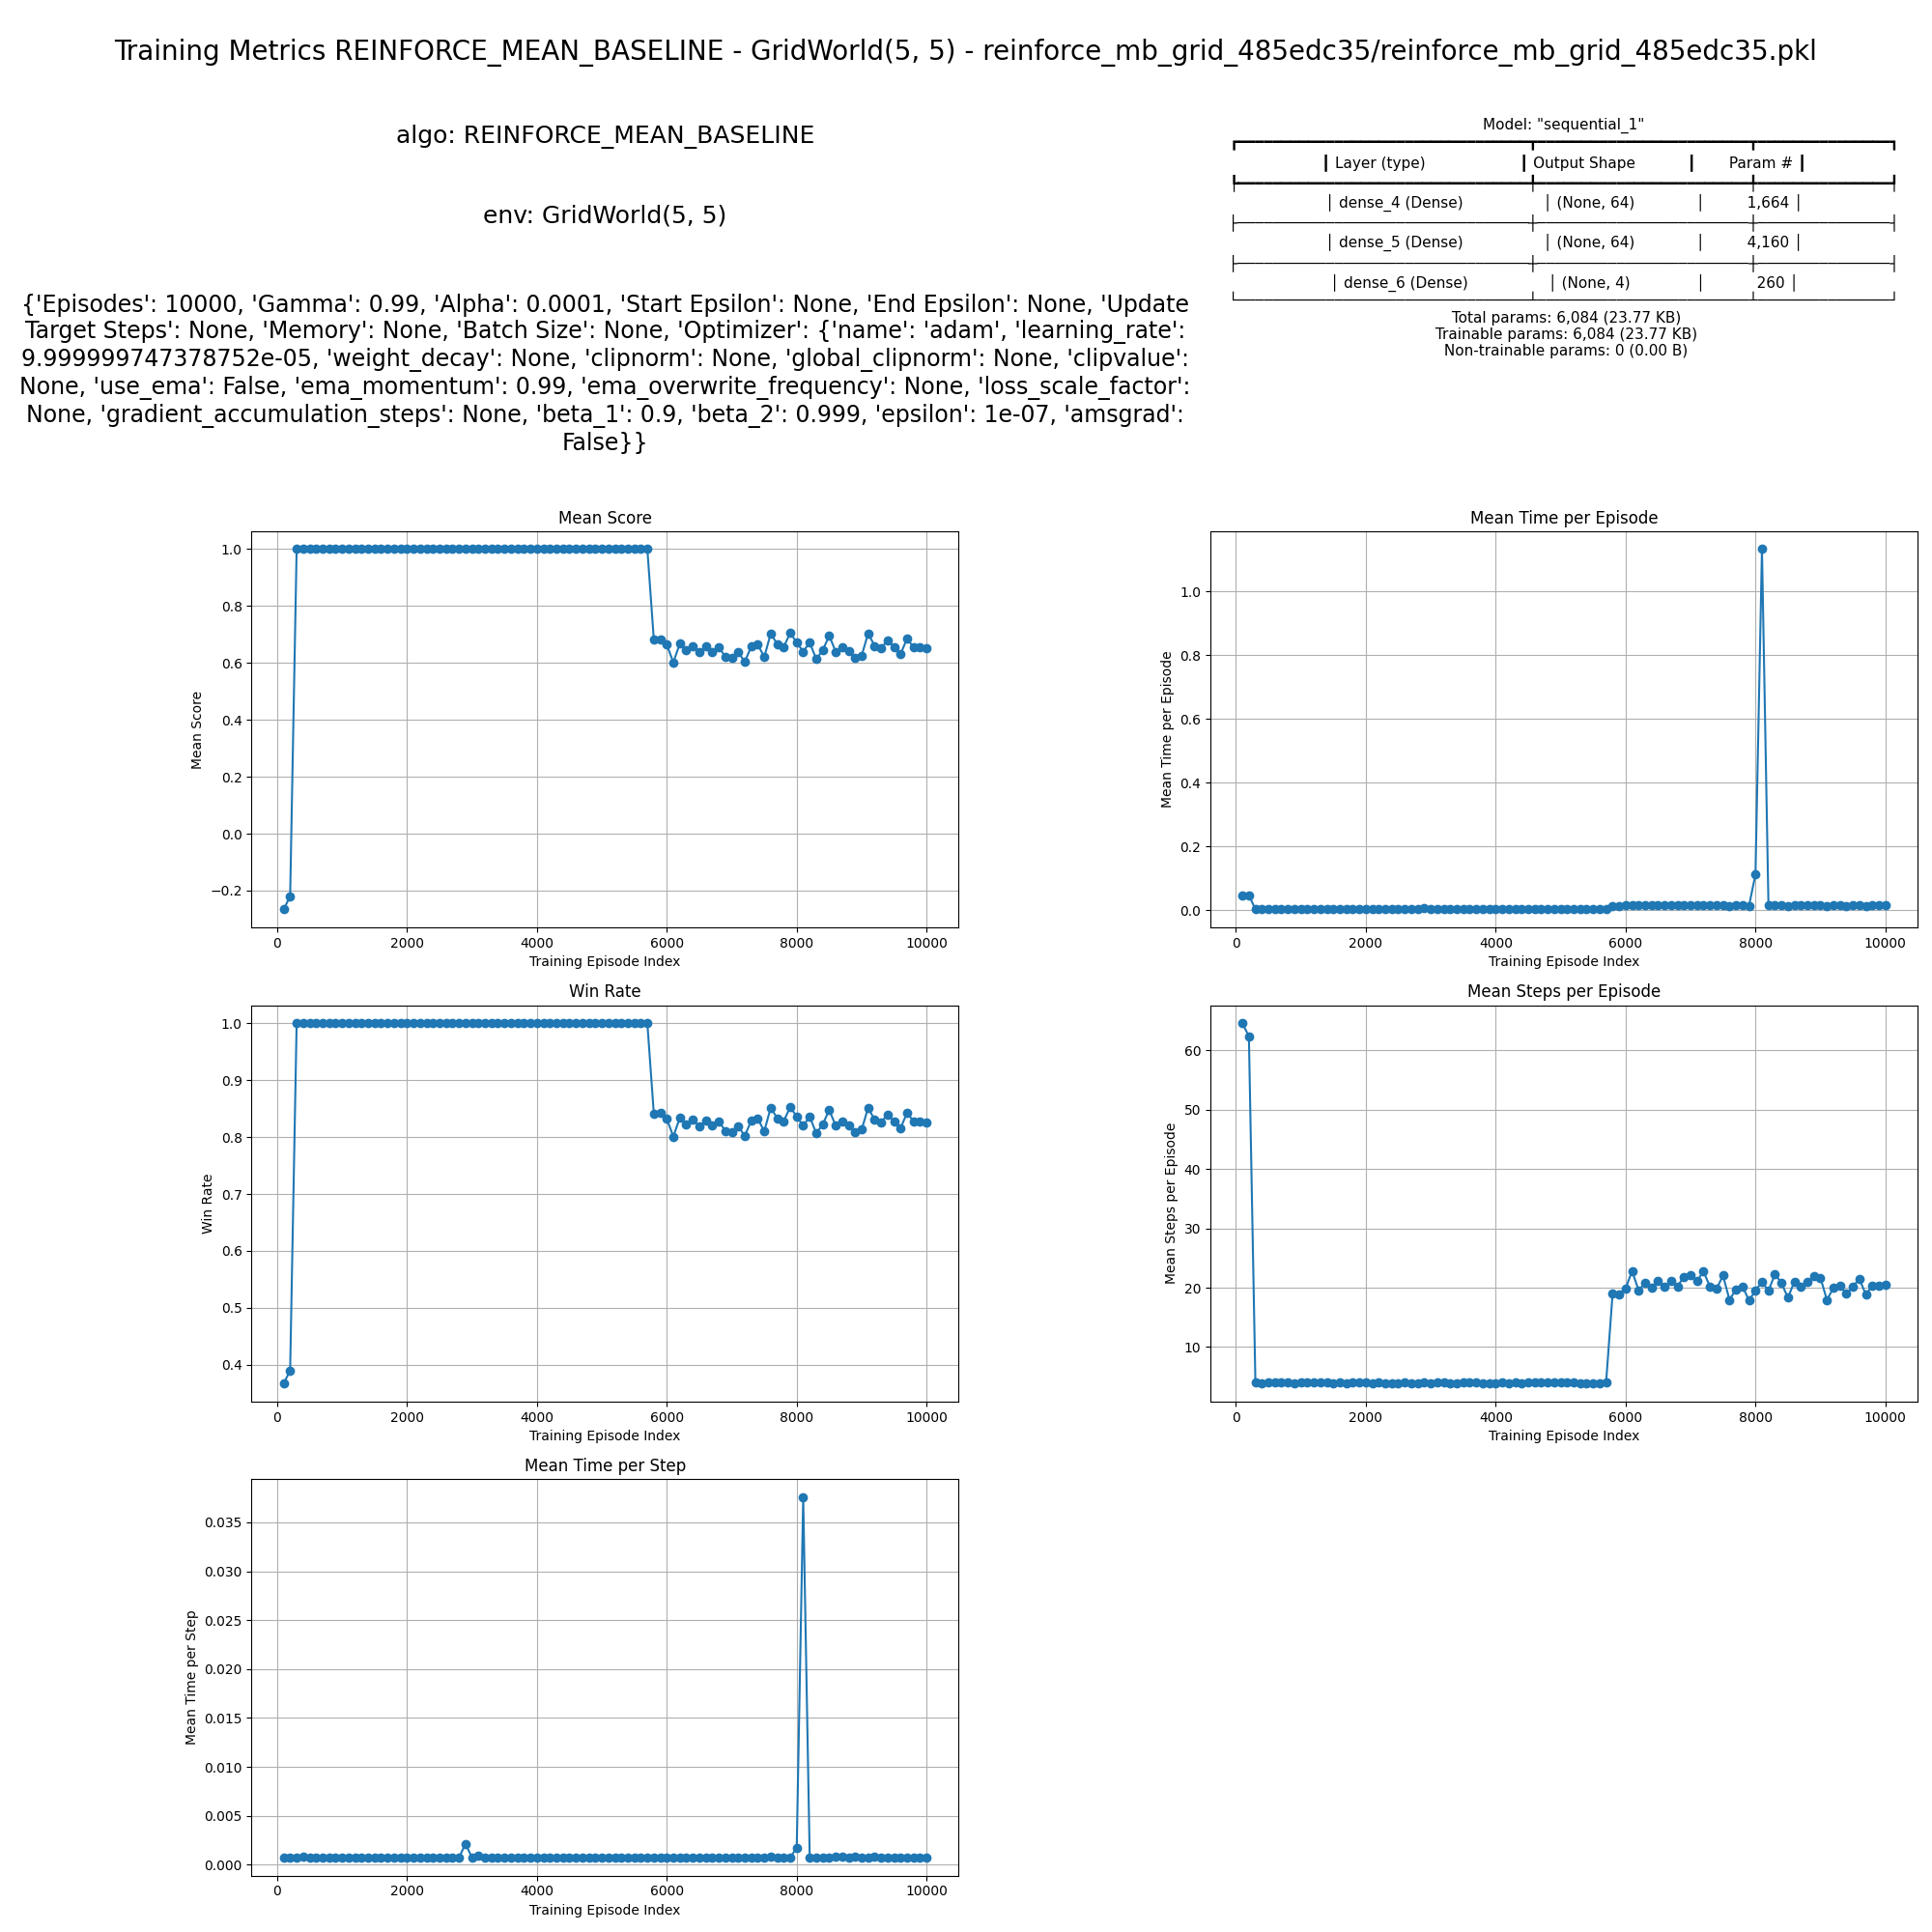 Training Metrics REINFORCE_MEAN_BASELINE - GridWorld(5, 5) - reinforce_mb_grid_485edc35/reinforce_mb_grid_485edc35.pkl
algo: REINFORCE_MEAN_BASELINE
env: GridWorld(5, 5)
{'Episodes': 10000, 'Gamma': 0.99, 'Alpha': 0.0001, 'Start Epsilon': None, 'End Epsilon': None, 'Update
Target Steps': None, 'Memory': None, 'Batch Size': None, 'Optimizer': {'name': 'adam', 'learning_rate':
9.999999747378752e-05, 'weight_decay': None, 'clipnorm': None, 'global_clipnorm': None, 'clipvalue':
None, 'use_ema': False, 'ema_momentum': 0.99, 'ema_overwrite_frequency': None, 'loss_scale_factor':
None, 'gradient_accumulation_steps': None, 'beta_1': 0.9, 'beta_2': 0.999, 'epsilon': 1e-07, 'amsgrad':
False}}
Model: "sequential_1"
Layer (type) Output Shape Param #
dense_4 (Dense) (None, 64) 1,664
dense_5 (Dense) (None, 64) 4,160
dense_6 (Dense) (None, 4) 260
Total params: 6,084 (23.77 KB)
Trainable params: 6,084 (23.77 KB)
Non-trainable params: 0 (0.00 B)
Mean Score
Mean Score
1.0
0.8
0.6
0.4
0.2
0.0
−0.2
0 2000 4000 6000 8000 10000
Training Episode Index
Mean Time per Episode
Mean Time per Episode
1.0
0.8
0.6
0.4
0.2
0.0
0 2000 4000 6000 8000 10000
Training Episode Index
Win Rate
Win Rate
1.0
0.9
0.8
0.7
0.6
0.5
0.4
0 2000 4000 6000 8000 10000
Training Episode Index
Mean Steps per Episode
Mean Steps per Episode
60
50
40
30
20
10
0 2000 4000 6000 8000 10000
Training Episode Index
Mean Time per Step
Mean Time per Step
0.035
0.030
0.025
0.020
0.015
0.010
0.005
0.000
0 2000 4000 6000 8000 10000
Training Episode Index